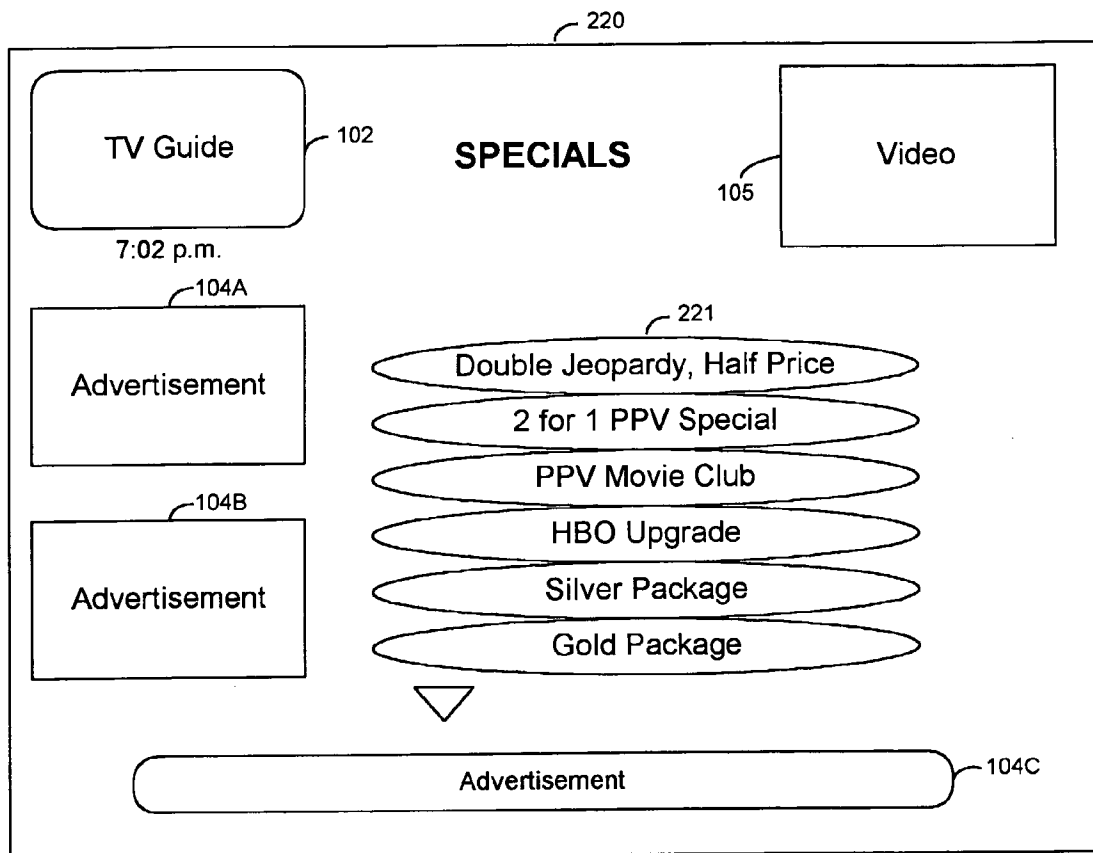 220
TV Guide
102
SPECIALS
Video
105
7:02 p.m.
104A
Advertisement
221
Double Jeopardy, Half Price
2 for 1 PPV Special
PPV Movie Club
HBO Upgrade
Silver Package
Gold Package
104B
Advertisement
Advertisement
104C